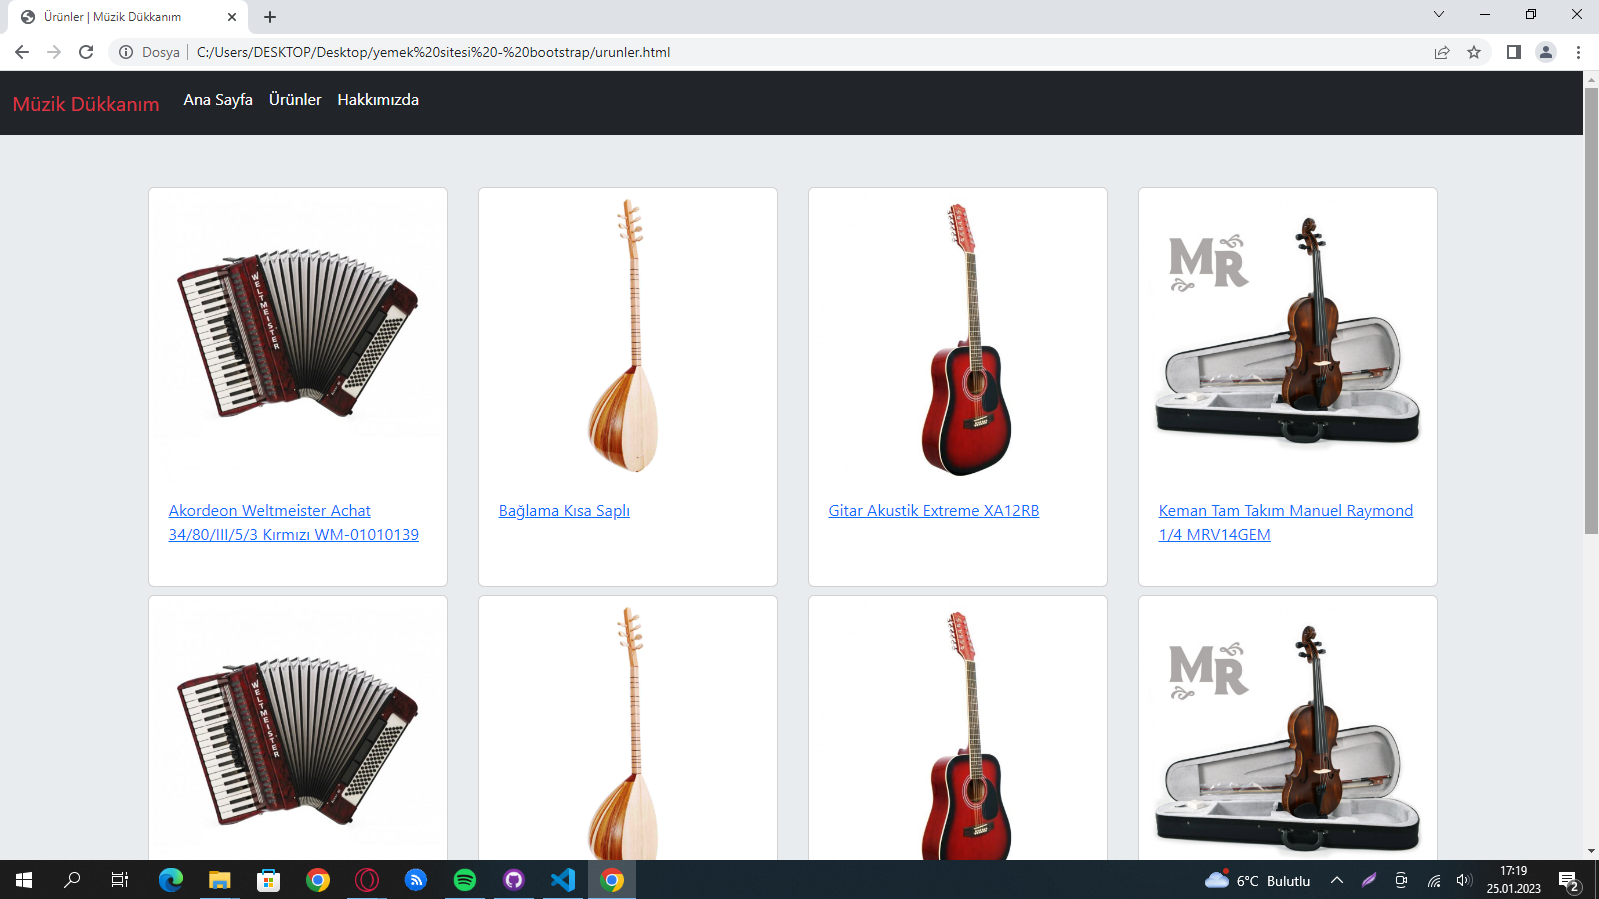 Ürünler | Müzik Dükkanım
Dosya
C:/Users/DESKTOP/Desktop/yemek%20sitesi%20-%20bootstrap/urunler.html
Müzik Dükkanım
Ana Sayfa
Ürünler
Hakkımızda
WELTMEISTER
MR
Akordeon Weltmeister Achat
34/80/III/5/3 Kırmızı WM-01010139
Bağlama Kısa Saplı
Gitar Akustik Extreme XA12RB
Keman Tam Takım Manuel Raymond
1/4 MRV14GEM
WELTMEISTER
MR
6°C Bulutlu
17:19
25.01.2023
2